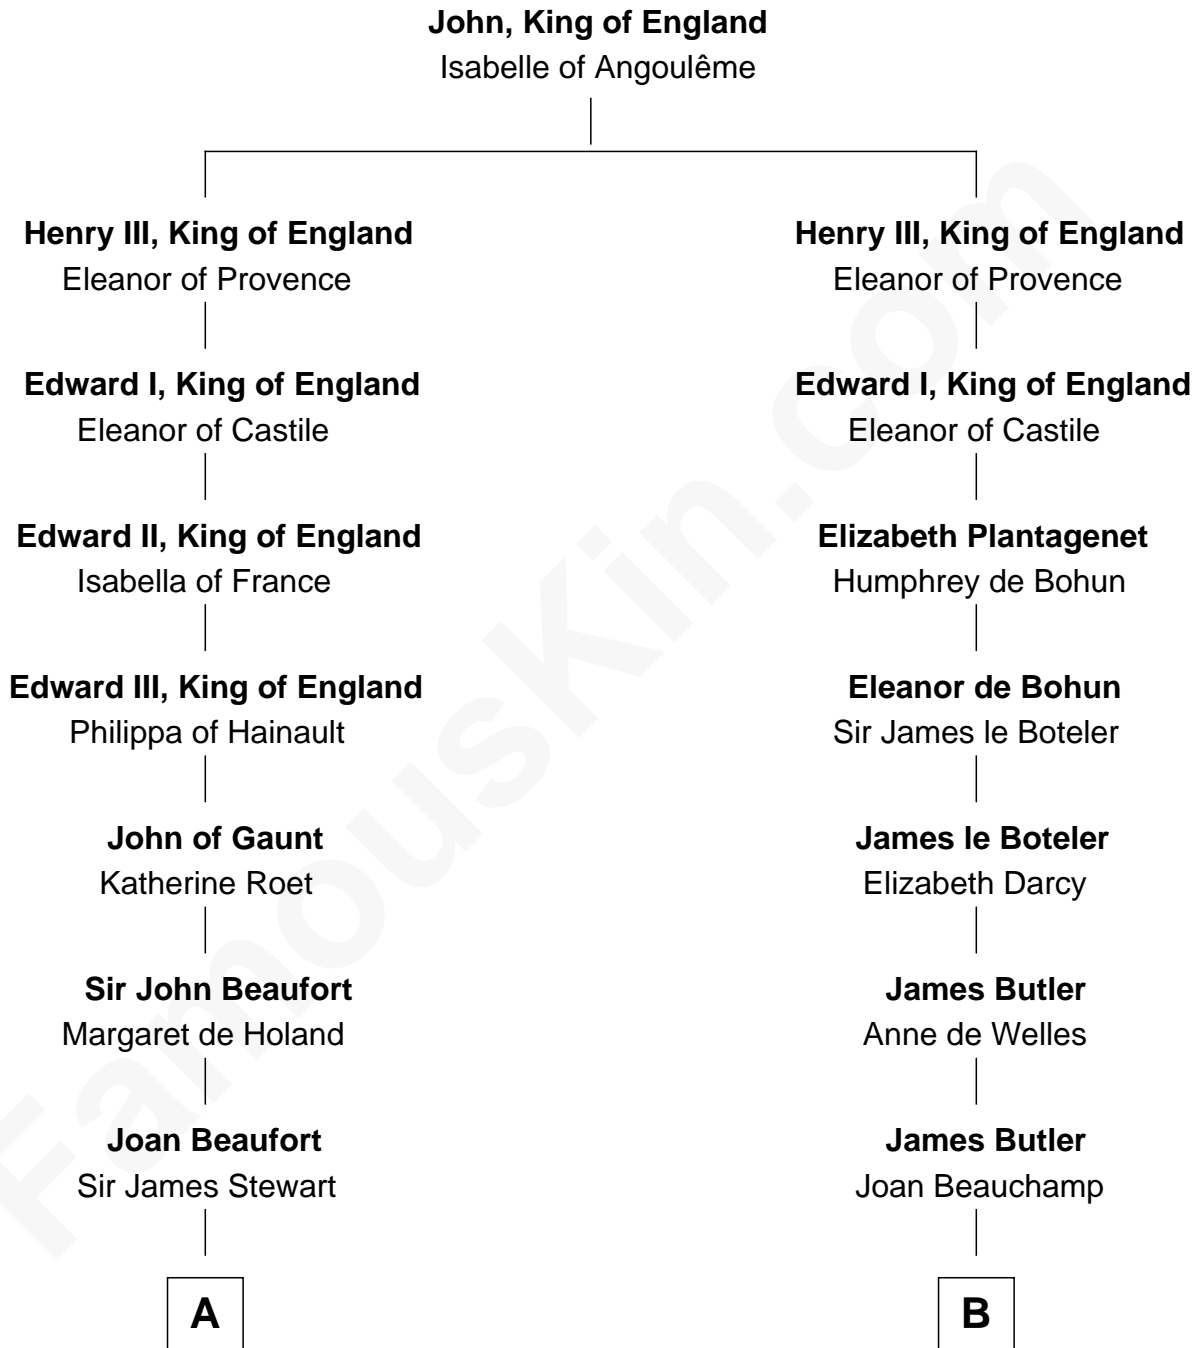 John, King of England
Isabelle of Angoulême
Henry III, King of England
Eleanor of Provence
Edward I, King of England
Eleanor of Castile
Edward II, King of England
Isabella of France
Edward III, King of England
Philippa of Hainault
John of Gaunt
Katherine Roet
Sir John Beaufort
Margaret de Holand
Joan Beaufort
Sir James Stewart
A
Henry III, King of England
Eleanor of Provence
Edward I, King of England
Eleanor of Castile
Elizabeth Plantagenet
Humphrey de Bohun
Eleanor de Bohun
Sir James le Boteler
James le Boteler
Elizabeth Darcy
James Butler
Anne de Welles
James Butler
Joan Beauchamp
B
FamousKin.com